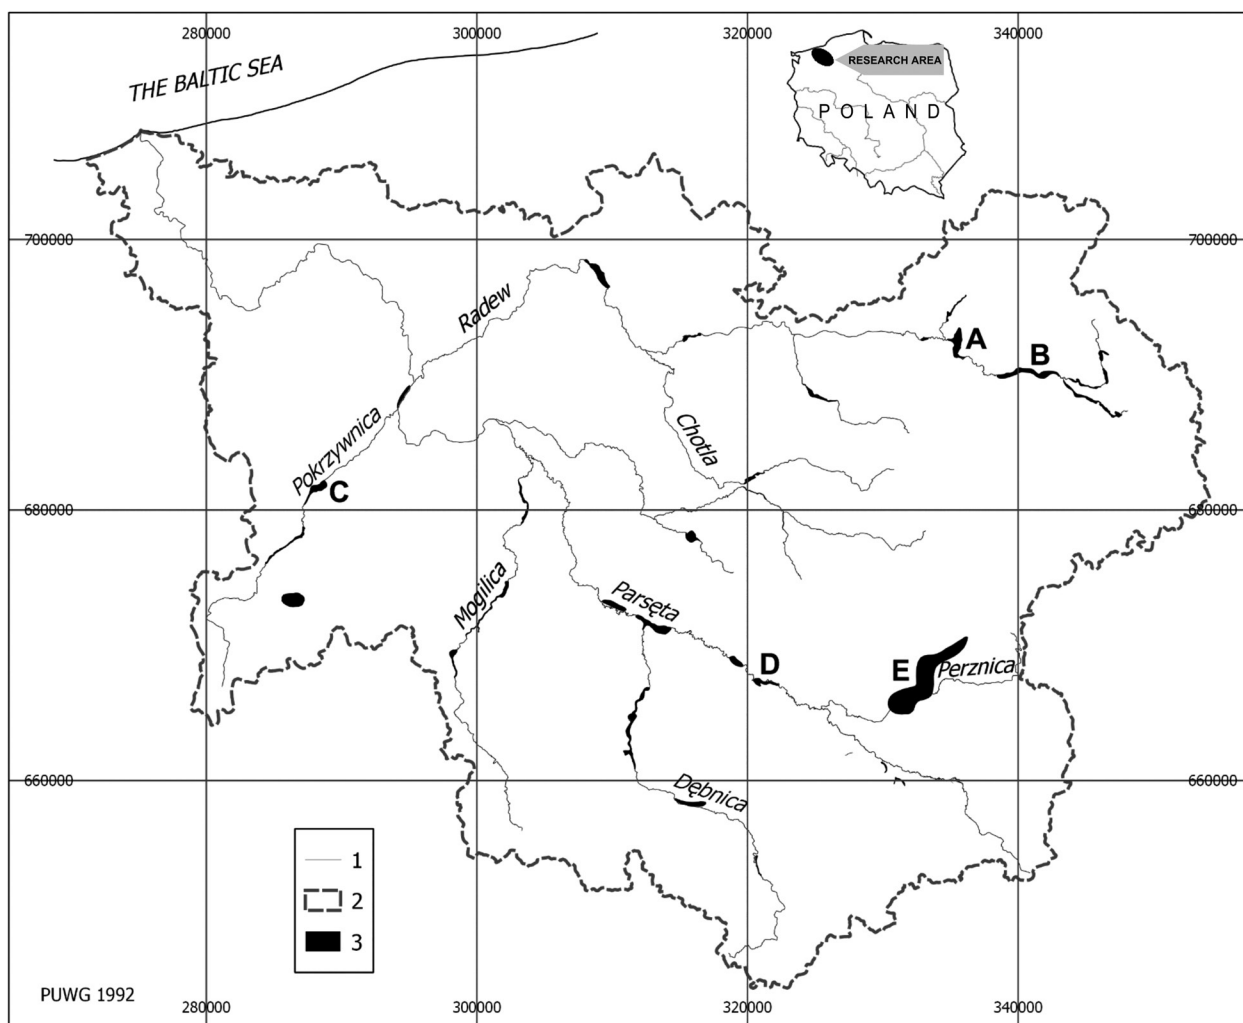 280000
300000
320000
340000
THE BALTIC SEA
RESEARCH AREA
POLAND
700000
700000
Radew
A
B
Chotla
Pokrzywnica
C
680000
680000
Mogilica
Parsęta
D
E
Perznica
660000
660000
Dębnica
1
2
3
PUWG 1992
280000
300000
320000
340000